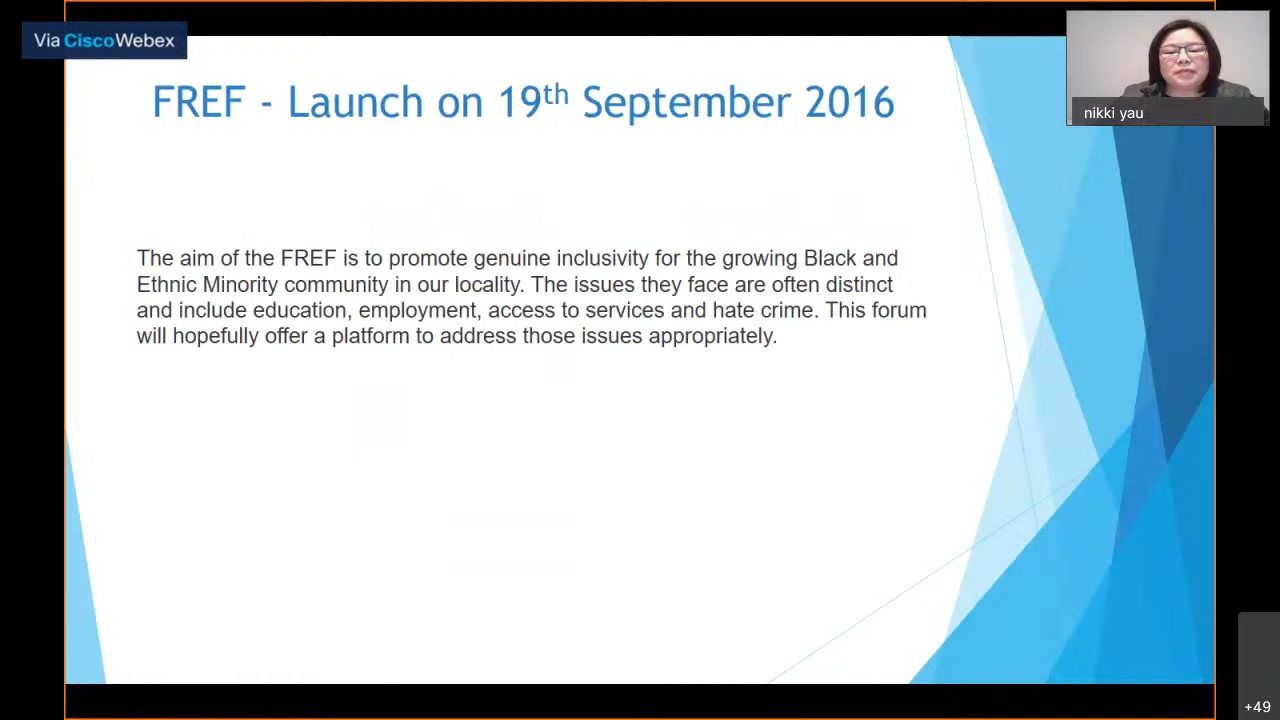 Via CiscoWebex
nikki yau
FREF - Launch on 19th September 2016
The aim of the FREF is to promote genuine inclusivity for the growing Black and
Ethnic Minority community in our locality. The issues they face are often distinct
and include education, employment, access to services and hate crime. This forum
will hopefully offer a platform to address those issues appropriately.
+49